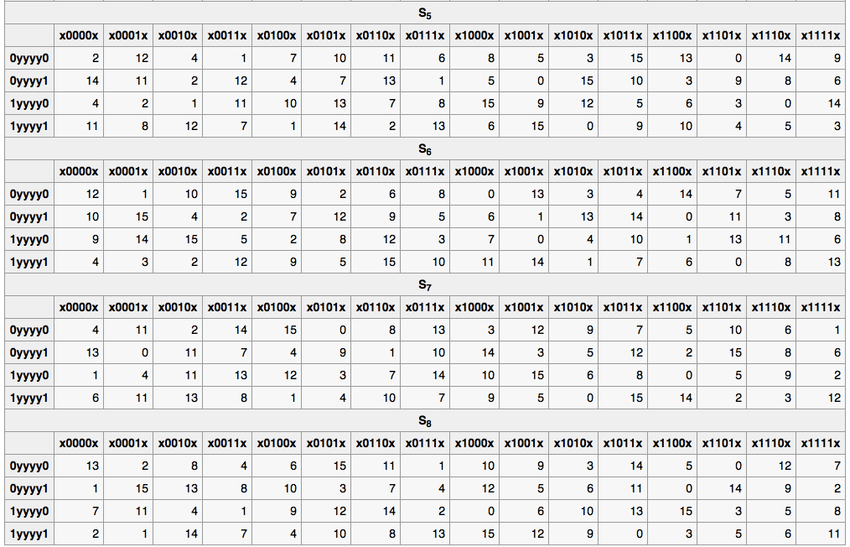 S5
x0000x x0001x x0010x x0011x x0100x x0101x x0110x x0111x x1000x x1001x x1010x x1011x x1100x x1101x x1110x x1111x
0yyyy0 2 12 4 1 7 10 11 6 8 5 3 15 13 0 14 9
0yyyy1 14 11 2 12 4 7 13 1 5 0 15 10 3 9 8 6
1yyyy0 4 2 1 11 10 13 7 8 15 9 12 5 6 3 0 14
1yyyy1 11 8 12 7 1 14 2 13 6 15 0 9 10 4 5 3
S6
x0000x x0001x x0010x x0011x x0100x x0101x x0110x x0111x x1000x x1001x x1010x x1011x x1100x x1101x x1110x x1111x
0yyyy0 12 1 10 15 9 2 6 8 0 13 3 4 14 7 5 11
0yyyy1 10 15 4 2 7 12 9 5 6 1 13 14 0 11 3 8
1yyyy0 9 14 15 5 2 8 12 3 7 0 4 10 1 13 11 6
1yyyy1 4 3 2 12 9 5 15 10 11 14 1 7 6 0 8 13
S7
x0000x x0001x x0010x x0011x x0100x x0101x x0110x x0111x x1000x x1001x x1010x x1011x x1100x x1101x x1110x x1111x
0yyyy0 4 11 2 14 15 0 8 13 3 12 9 7 5 10 6 1
0yyyy1 13 0 11 7 4 9 1 10 14 3 5 12 2 15 8 6
1yyyy0 1 4 11 13 12 3 7 14 10 15 6 8 0 5 9 2
1yyyy1 6 11 13 8 1 4 10 7 9 5 0 15 14 2 3 12
S8
x0000x x0001x x0010x x0011x x0100x x0101x x0110x x0111x x1000x x1001x x1010x x1011x x1100x x1101x x1110x x1111x
0yyyy0 13 2 8 4 6 15 11 1 10 9 3 14 5 0 12 7
0yyyy1 1 15 13 8 10 3 7 4 12 5 6 11 0 14 9 2
1yyyy0 7 11 4 1 9 12 14 2 0 6 10 13 15 3 5 8
1yyyy1 2 1 14 7 4 10 8 13 15 12 9 0 3 5 6 11